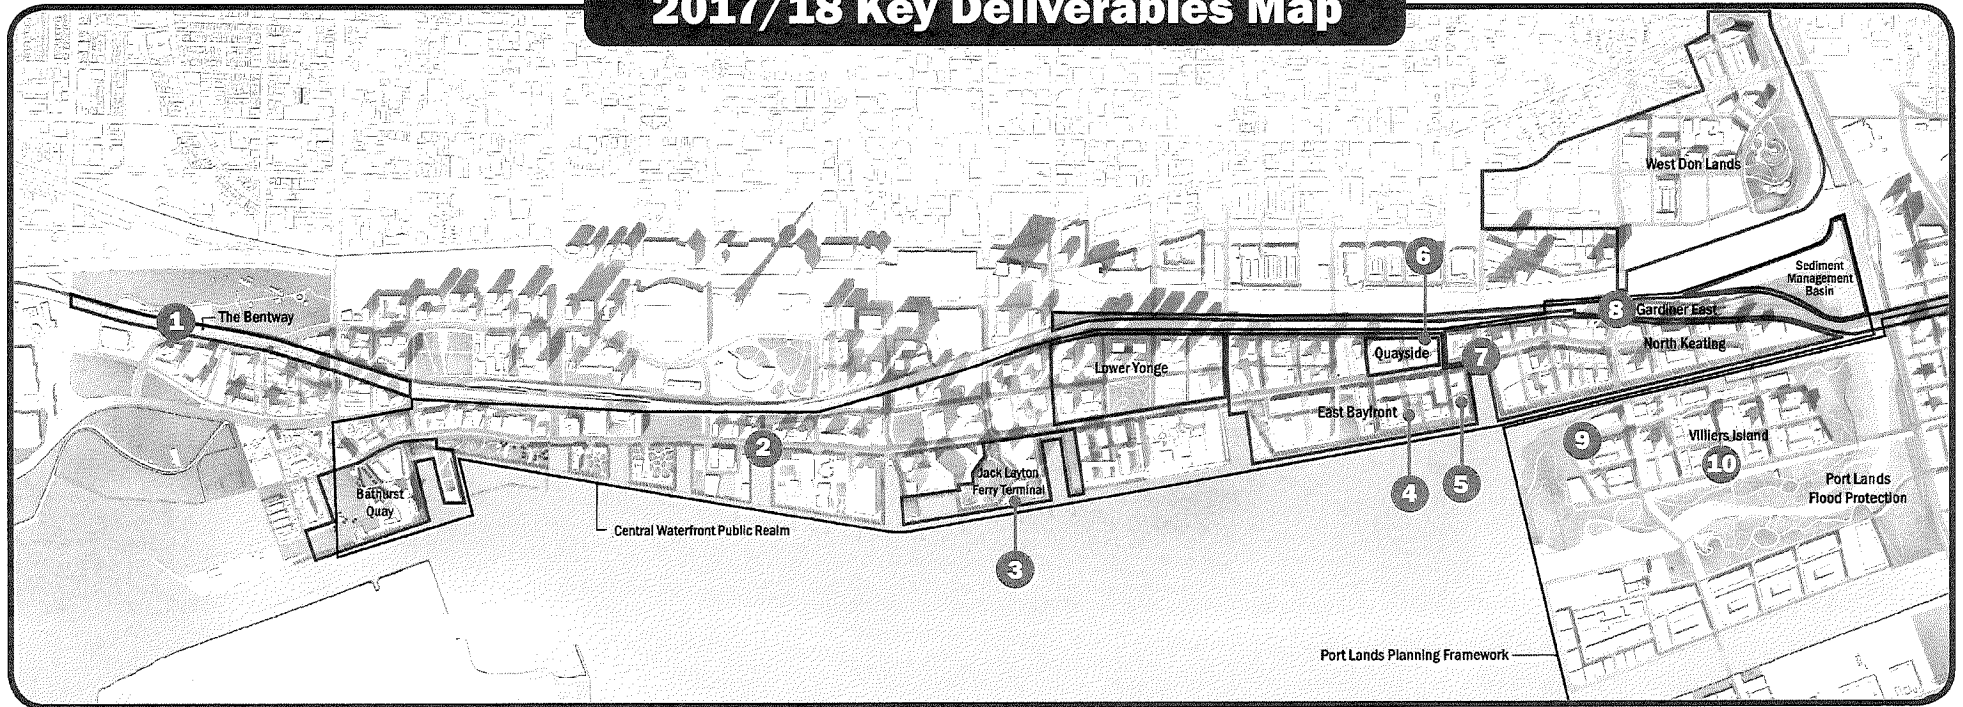 2017/18 Key Deliverables Map
West Don Lands
6
Sediment
Management
Basin
1
The Bentway
8
Gardiner East
Quayside
7
North Keating
Lower Yonge
East Bayfront
2
9
Villiers Island
10
Jack Layton
Ferry Terminal
Bathurst
Quay
4
5
Port Lands
Flood Protection
Central Waterfront Public Realm
3
Port Lands Planning Framework